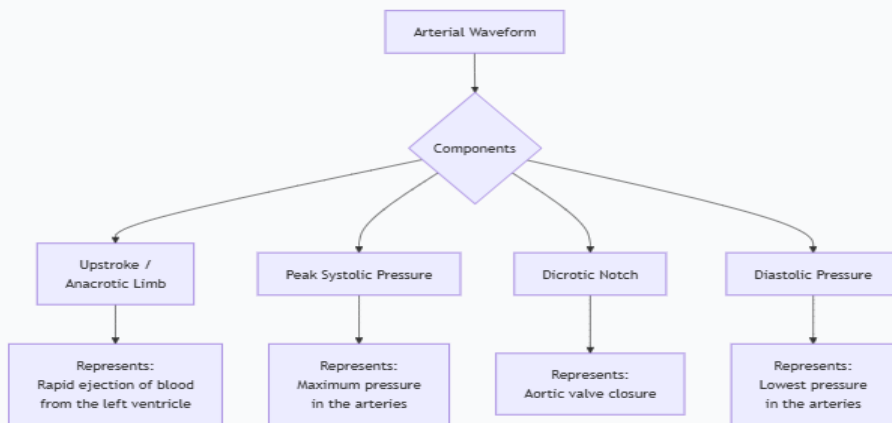 Arterial Waveform
Components
Upstroke /
Anacrotic Limb
Peak Systolic Pressure
Dicrotic Notch
Diastolic Pressure
Represents:
Rapid ejection of blood
from the left ventricle
Represents:
Maximum pressure
in the arteries
Represents:
Aortic valve closure
Represents:
Lowest pressure
in the arteries